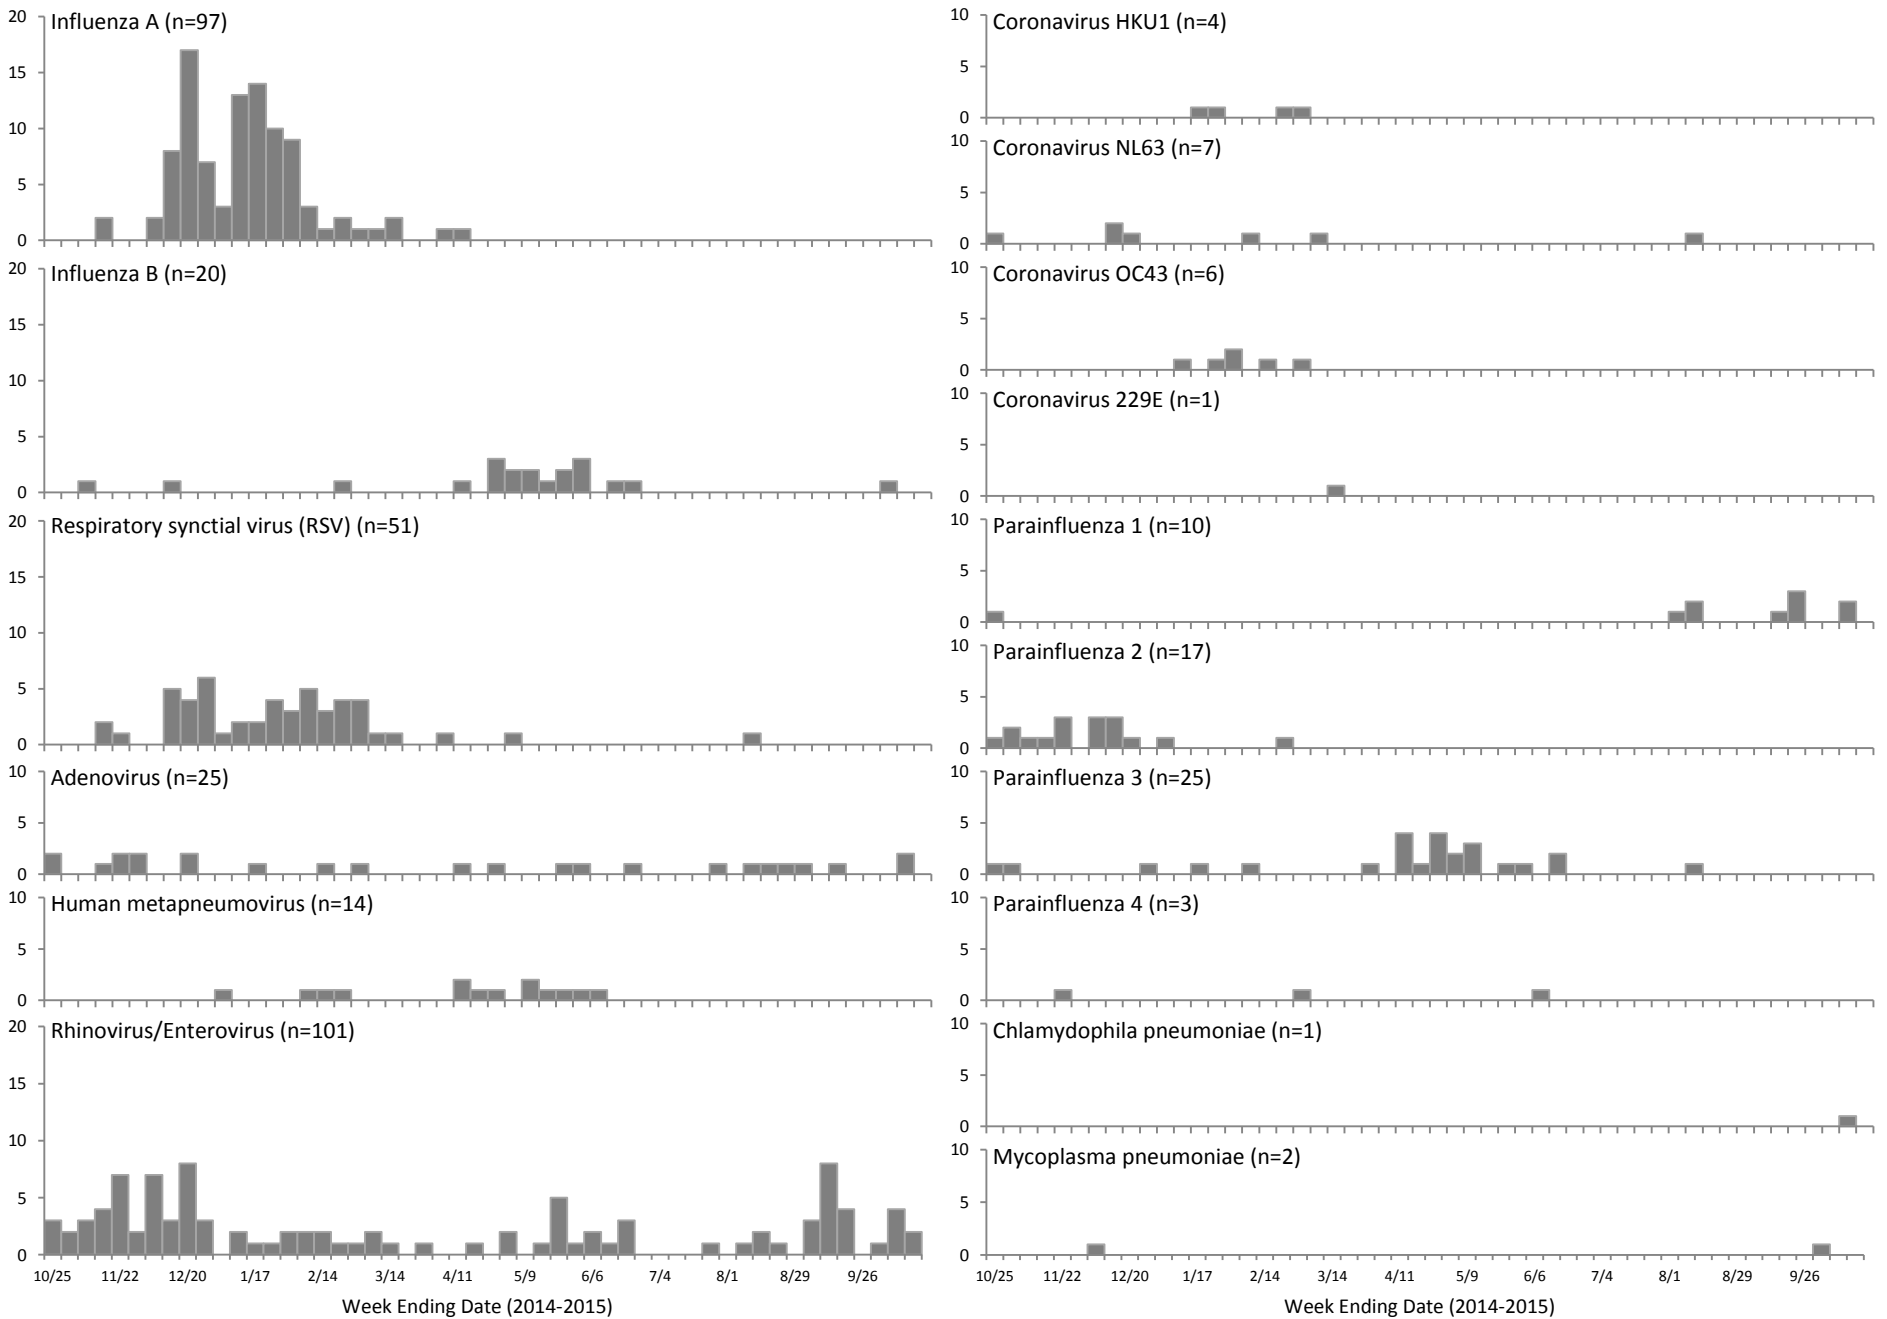 Influenza A (n=97)
20
15
10
5
0
Influenza B (n=20)
20
15
10
5
0
Respiratory synctial virus (RSV) (n=51)
20
15
10
5
0
Adenovirus (n=25)
10
5
0
Human metapneumovirus (n=14)
10
5
0
Rhinovirus/Enterovirus (n=101)
20
15
10
5
0
10/25 11/22 12/20 1/17 2/14 3/14 4/11 5/9 6/6 7/4 8/1 8/29 9/26
Week Ending Date (2014-2015)
Coronavirus HKU1 (n=4)
10
5
0
Coronavirus NL63 (n=7)
10
5
0
Coronavirus OC43 (n=6)
10
5
0
Coronavirus 229E (n=1)
10
5
0
Parainfluenza 1 (n=10)
10
5
0
Parainfluenza 2 (n=17)
10
5
0
Parainfluenza 3 (n=25)
10
5
0
Parainfluenza 4 (n=3)
10
5
0
Chlamydophila pneumoniae (n=1)
10
5
0
Mycoplasma pneumoniae (n=2)
10
5
0
10/25 11/22 12/20 1/17 2/14 3/14 4/11 5/9 6/6 7/4 8/1 8/29 9/26
Week Ending Date (2014-2015)